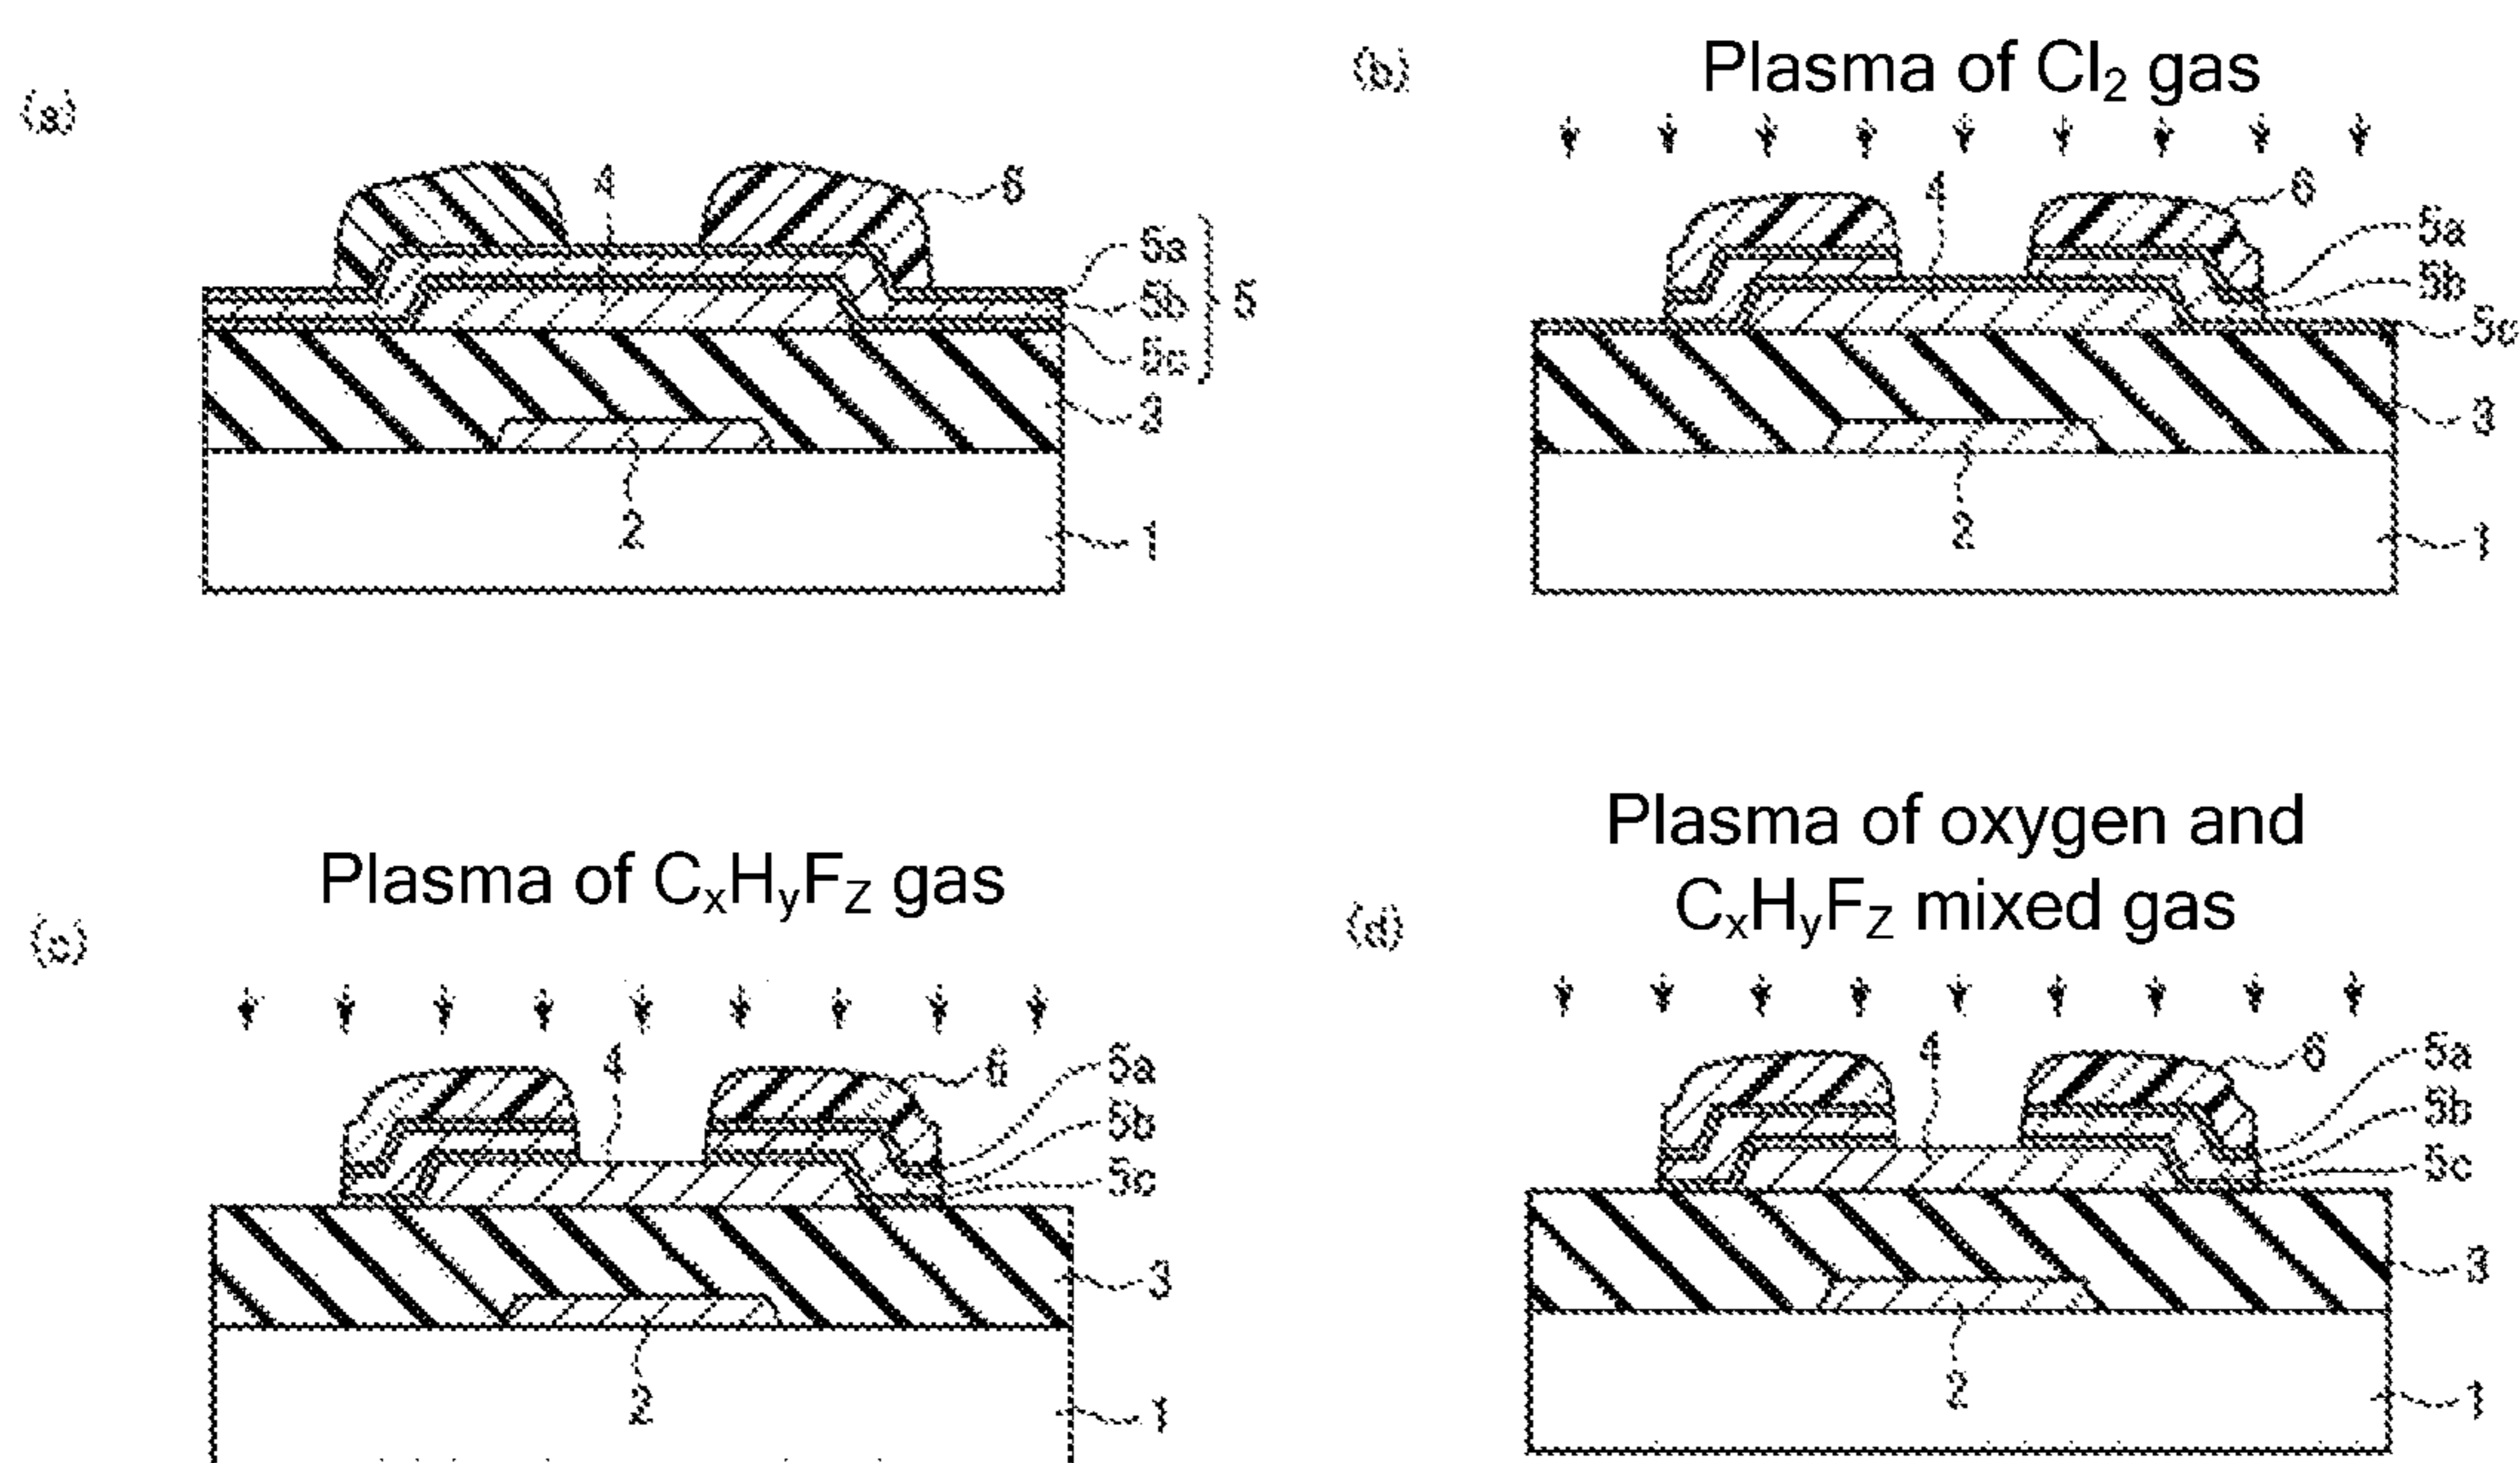 (a)
4
6
5a
5b
5c
5
3
2
1
(b)
Plasma of Cl₂ gas
4
6
5a
5b
5c
3
2
1
(c)
Plasma of CₓHᵧF_Z gas
4
6
5a
5b
5c
3
2
1
(d)
Plasma of oxygen and
CₓHᵧF_Z mixed gas
4
6
5a
5b
5c
3
2
1